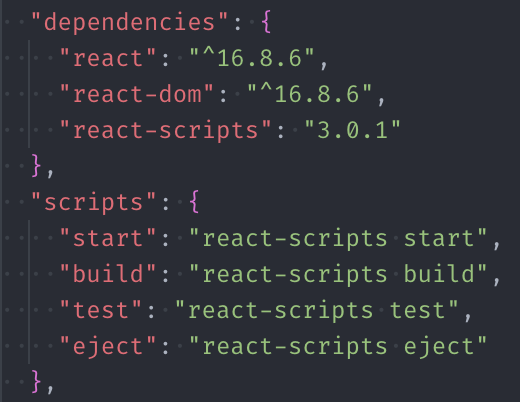 "dependencies": {
"react": "^16.8.6",
"react-dom": "^16.8.6",
"react-scripts": "3.0.1"
},
"scripts": {
"start": "react-scripts start",
"build": "react-scripts build",
"test": "react-scripts test",
"eject": "react-scripts eject"
},